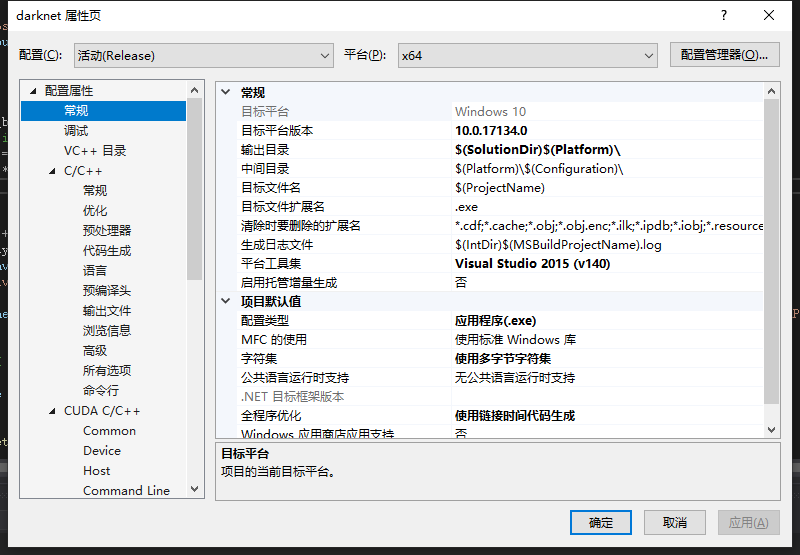 darknet 属性页
配置(C): 活动(Release) 平台(P): x64 配置管理器(O)...
配置属性
常规
调试
VC++ 目录
C/C++
常规
优化
预处理器
代码生成
语言
预编译头
输出文件
浏览信息
高级
所有选项
命令行
CUDA C/C++
Common
Device
Host
Command Line
常规
目标平台 Windows 10
目标平台版本 10.0.17134.0
输出目录 $(SolutionDir)$(Platform)\
中间目录 $(Platform)\$(Configuration)\
目标文件名 $(ProjectName)
目标文件扩展名 .exe
清除时要删除的扩展名 *.cdf;*.cache;*.obj;*.obj.enc;*.ilk;*.ipdb;*.iobj;*.resource
生成日志文件 $(IntDir)$(MSBuildProjectName).log
平台工具集 Visual Studio 2015 (v140)
启用托管增量生成 否
项目默认值
配置类型 应用程序(.exe)
MFC 的使用 使用标准 Windows 库
字符集 使用多字节字符集
公共语言运行时支持 无公共语言运行时支持
.NET 目标框架版本
全程序优化 使用链接时间代码生成
Windows 应用商店应用支持 否
目标平台
项目的当前目标平台。
确定 取消 应用(A)